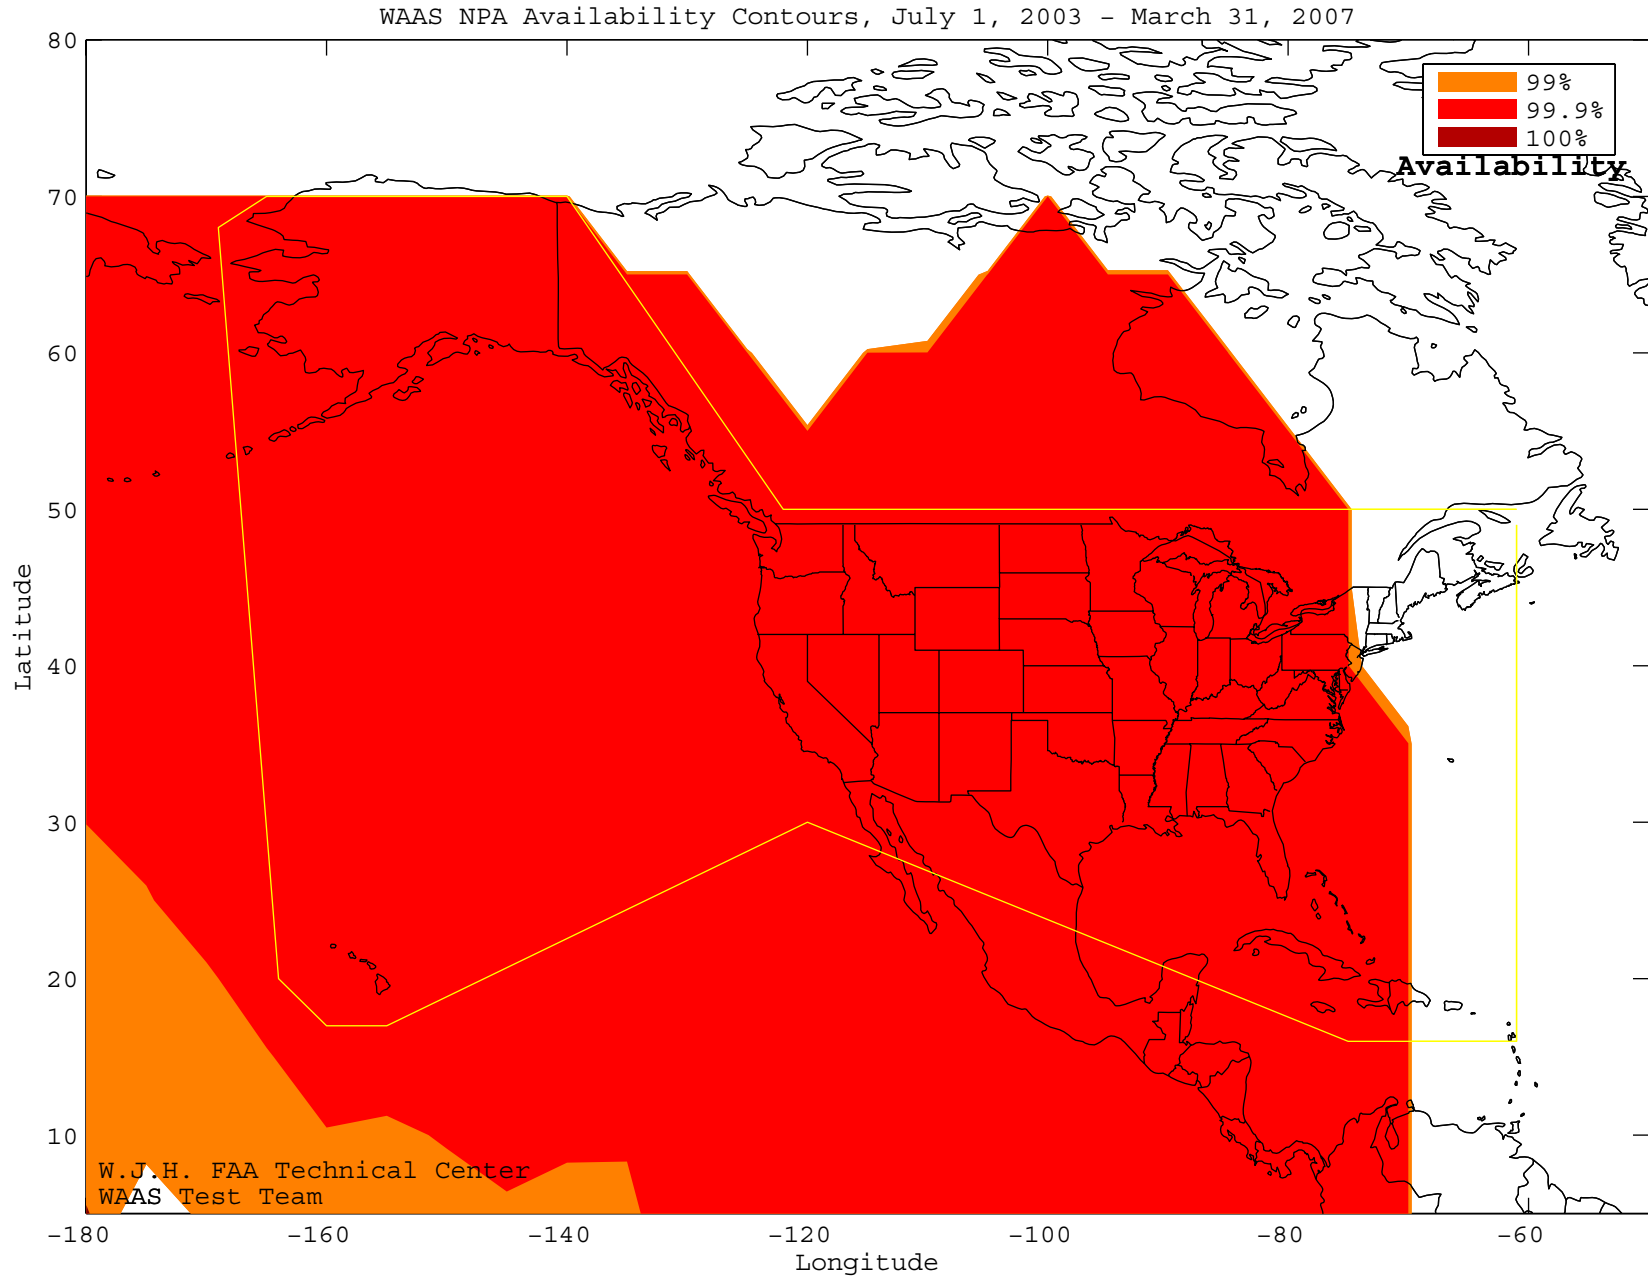 WAAS NPA Availability Contours, July 1, 2003 - March 31, 2007
80
70
60
50
40
30
20
10
Latitude
99%
99.9%
100%
Availability
W.J.H. FAA Technical Center
WAAS Test Team
-180 -160 -140 -120 -100 -80 -60
Longitude